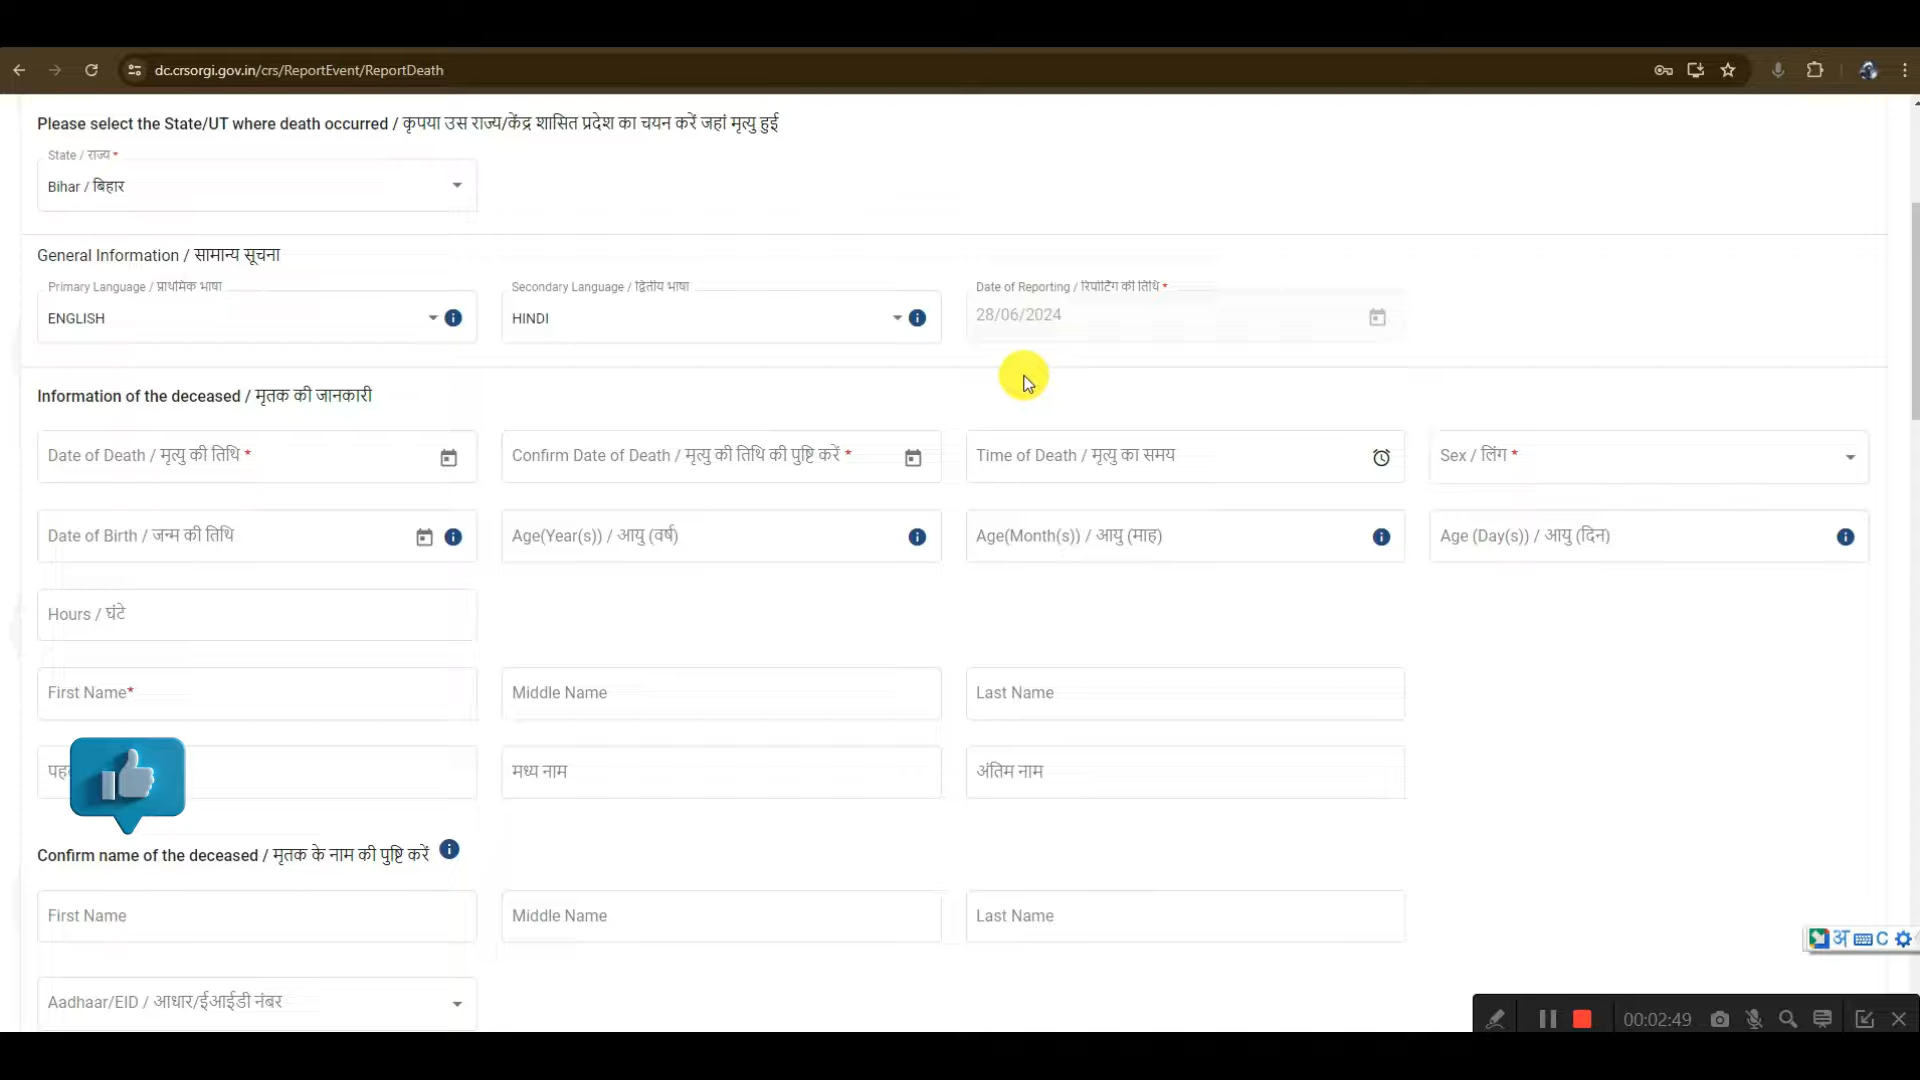 dc.crsorgi.gov.in/crs/ReportEvent/ReportDeath
Please select the State/UT where death occurred / कृपया उस राज्य/केंद्र शासित प्रदेश का चयन करें जहां मृत्यु हुई
State / राज्य *
Bihar / बिहार
General Information / सामान्य सूचना
Primary Language / प्राथमिक भाषा
Secondary Language / द्वितीय भाषा
Date of Reporting / रिपोर्टिंग की तिथि *
ENGLISH
HINDI
28/06/2024
Information of the deceased / मृतक की जानकारी
Date of Death / मृत्यु की तिथि *
Confirm Date of Death / मृत्यु की तिथि की पुष्टि करें *
Time of Death / मृत्यु का समय
Sex / लिंग *
Date of Birth / जन्म की तिथि
Age(Year(s)) / आयु (वर्ष)
Age(Month(s)) / आयु (माह)
Age (Day(s)) / आयु (दिन)
Hours / घंटे
First Name*
Middle Name
Last Name
मध्य नाम
अंतिम नाम
Confirm name of the deceased / मृतक के नाम की पुष्टि करें
First Name
Middle Name
Last Name
Aadhaar/EID / आधार/ईआईडी नंबर
अ C
00:02:49